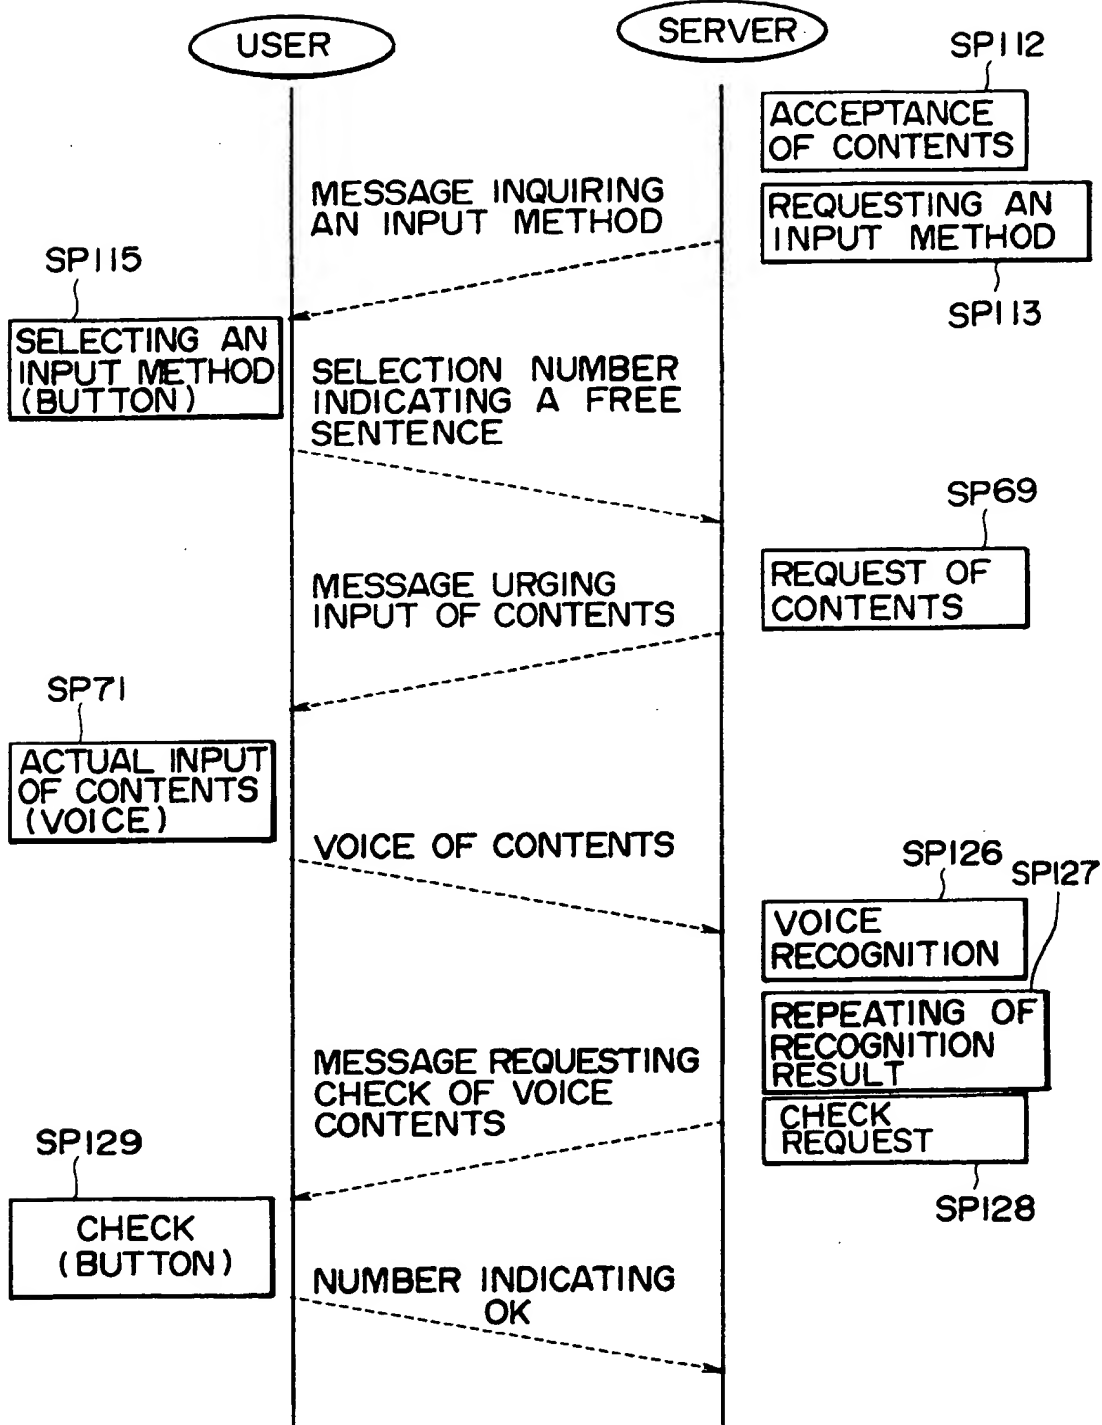 USER
SERVER
SP112
ACCEPTANCE
OF CONTENTS
MESSAGE INQUIRING
AN INPUT METHOD
REQUESTING AN
INPUT METHOD
SP113
SP115
SELECTING AN
INPUT METHOD
(BUTTON)
SELECTION NUMBER
INDICATING A FREE
SENTENCE
SP69
REQUEST OF
CONTENTS
MESSAGE URGING
INPUT OF CONTENTS
SP71
ACTUAL INPUT
OF CONTENTS
(VOICE)
VOICE OF CONTENTS
SP126
VOICE
RECOGNITION
SP127
REPEATING OF
RECOGNITION
RESULT
MESSAGE REQUESTING
CHECK OF VOICE
CONTENTS
CHECK
REQUEST
SP128
SP129
CHECK
(BUTTON)
NUMBER INDICATING
OK